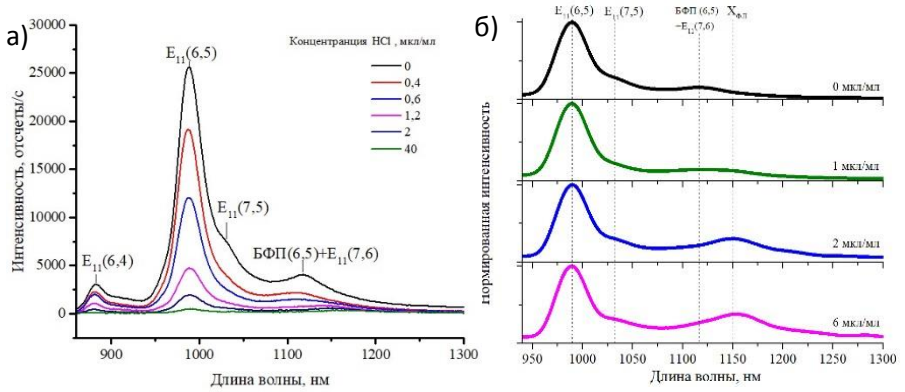 а)
30000
25000
20000
15000
10000
5000
0
Интенсивность, отсчеты/с
900
1000
1100
1200
1300
Длина волны, нм
E11(6,4)
E11(6,5)
E11(7,5)
БФП(6,5)+E11(7,6)
Концентранция HCl , мкл/мл
0
0,4
0,6
1,2
2
40
б)
E11(6,5)
E11(7,5)
БФП (6,5)
+E11(7,6)
XФЛ
Нормированная интенсивность
0 мкл/мл
1 мкл/мл
2 мкл/мл
6 мкл/мл
950
1000
1050
1100
1150
1200
1250
1300
Длина волны, нм